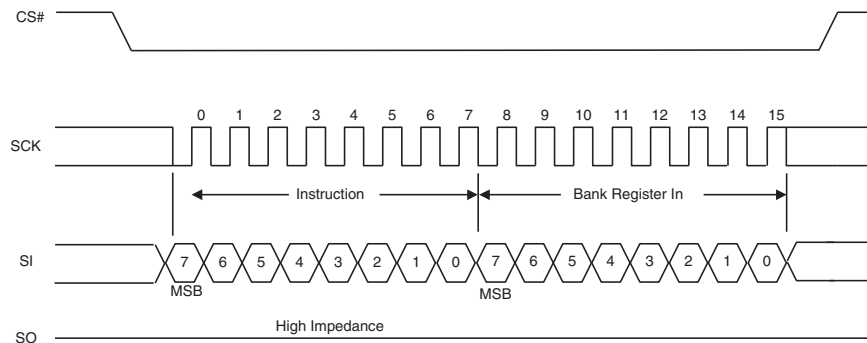 CS#
0 1 2 3 4 5 6 7 8 9 10 11 12 13 14 15
SCK
Instruction Bank Register In
SI 7 6 5 4 3 2 1 0 7 6 5 4 3 2 1 0
MSB MSB
High Impedance
SO